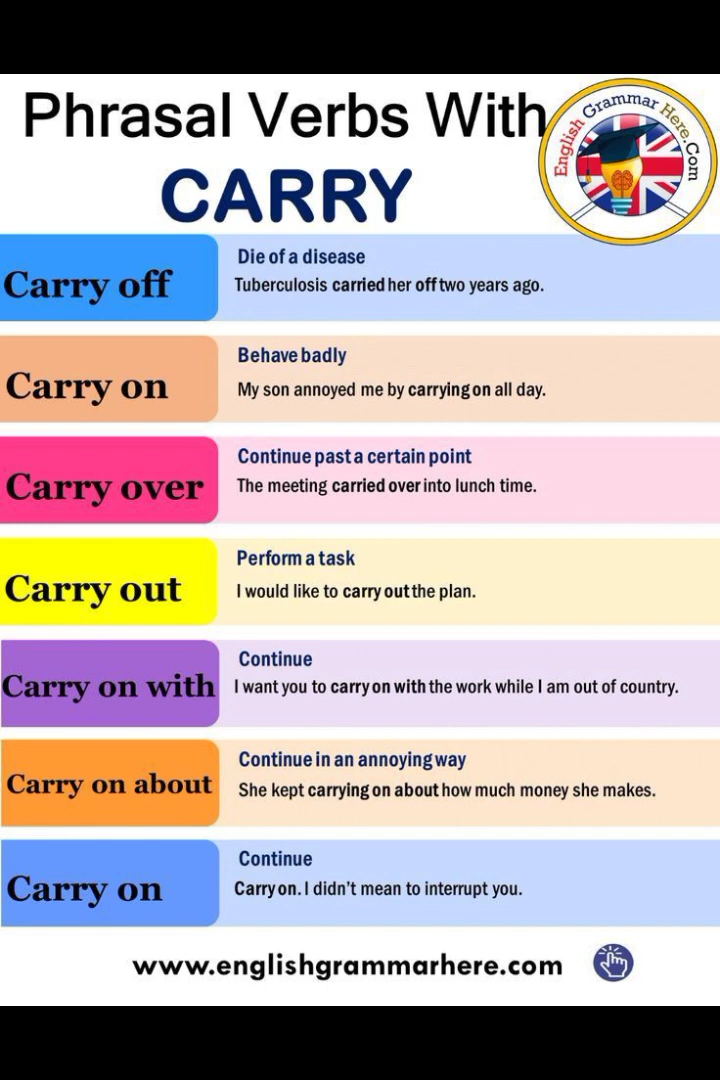 Phrasal Verbs With
CARRY
English Grammar Here.Com
Carry off
Die of a disease
Tuberculosis carried her off two years ago.
Carry on
Behave badly
My son annoyed me by carrying on all day.
Carry over
Continue past a certain point
The meeting carried over into lunch time.
Carry out
Perform a task
I would like to carry out the plan.
Carry on with
Continue
I want you to carry on with the work while I am out of country.
Carry on about
Continue in an annoying way
She kept carrying on about how much money she makes.
Carry on
Continue
Carry on. I didn't mean to interrupt you.
www.englishgrammarhere.com